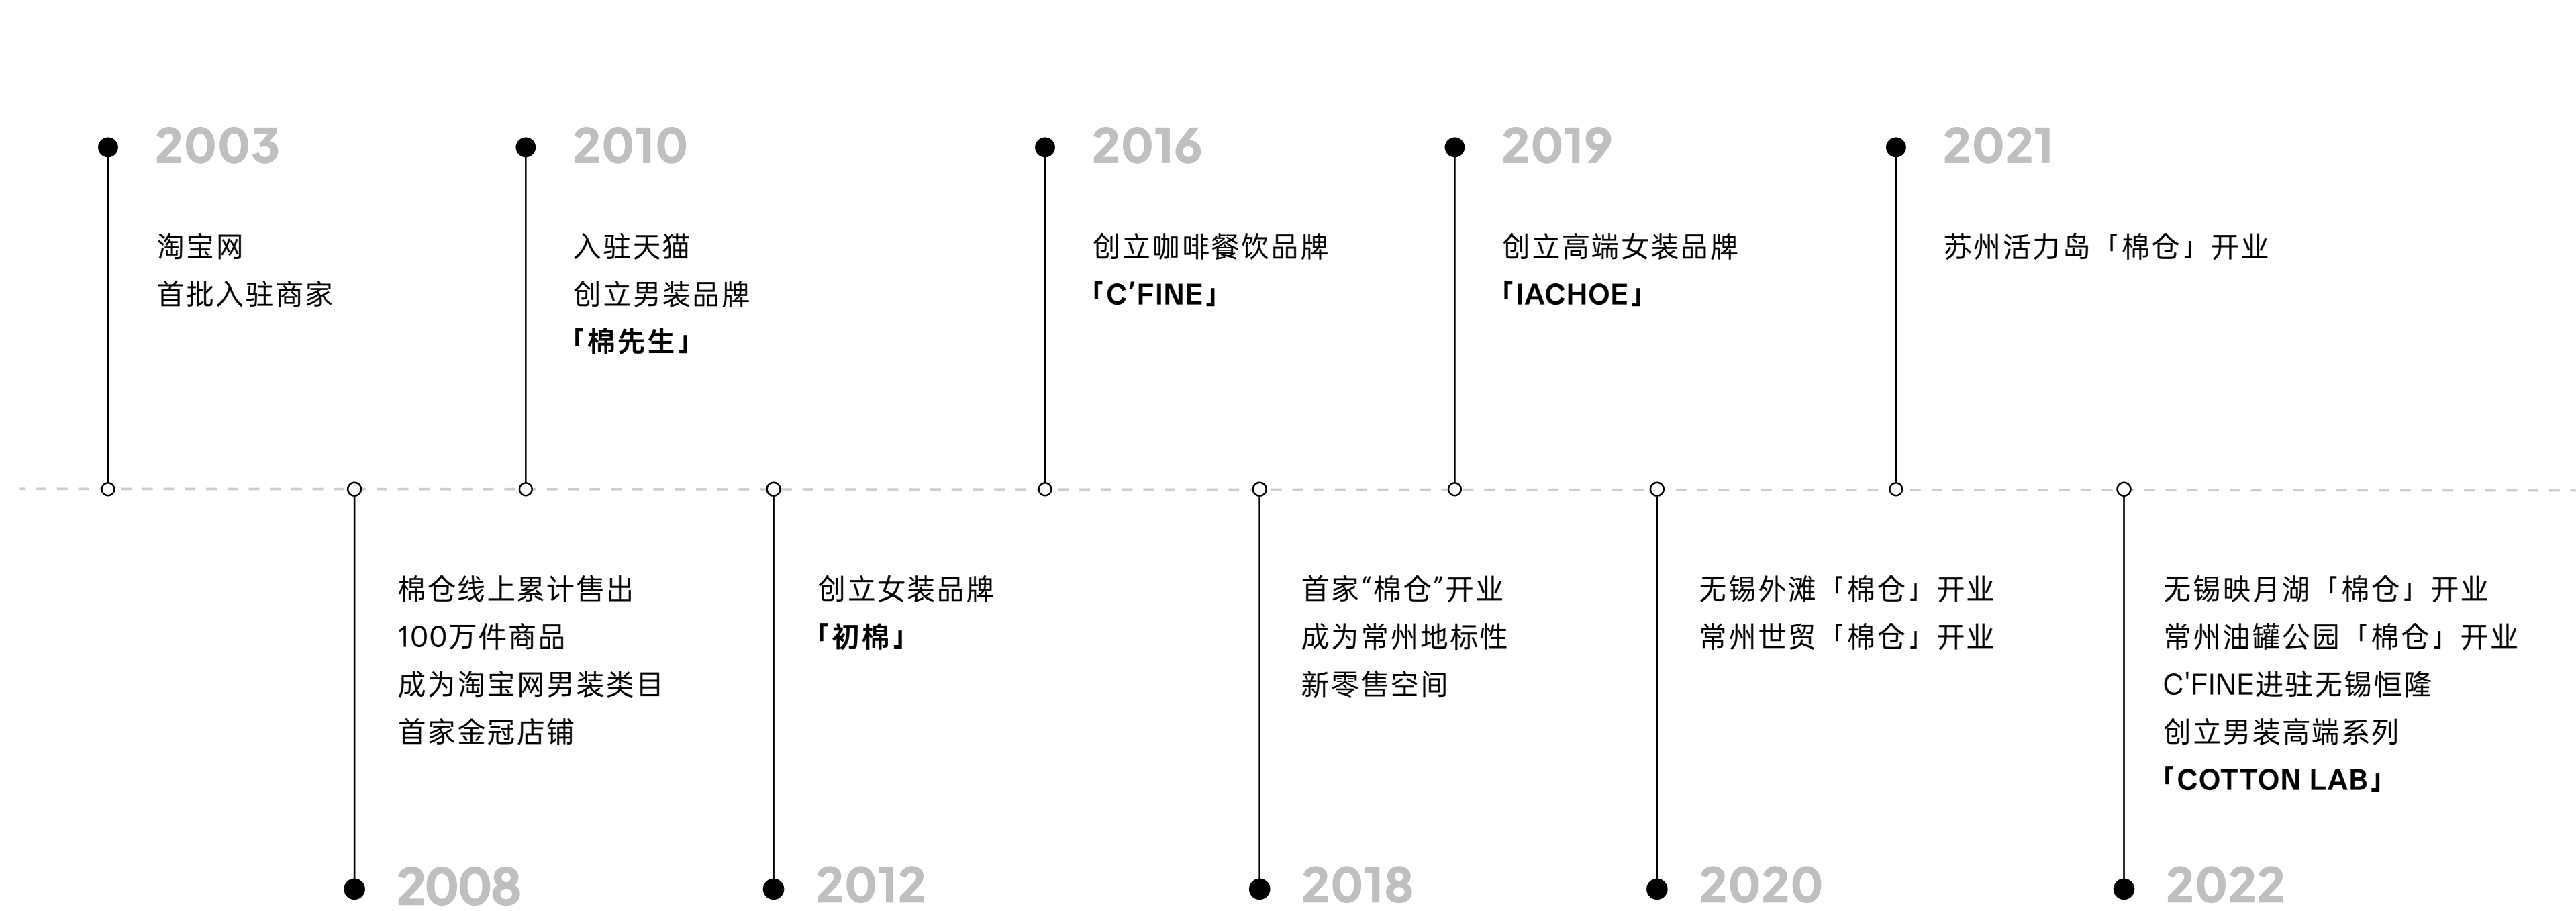 2003
淘宝网
首批入驻商家
2010
入驻天猫
创立男装品牌
「棉先生」
2016
创立咖啡餐饮品牌
「C’FINE」
2019
创立高端女装品牌
「IACHOE」
2021
苏州活力岛「棉仓」开业
棉仓线上累计售出
100万件商品
成为淘宝网男装类目
首家金冠店铺
2008
创立女装品牌
「初棉」
2012
首家“棉仓”开业
成为常州地标性
新零售空间
2018
无锡外滩「棉仓」开业
常州世贸「棉仓」开业
2020
无锡映月湖「棉仓」开业
常州油罐公园「棉仓」开业
C'FINE进驻无锡恒隆
创立男装高端系列
「COTTON LAB」
2022